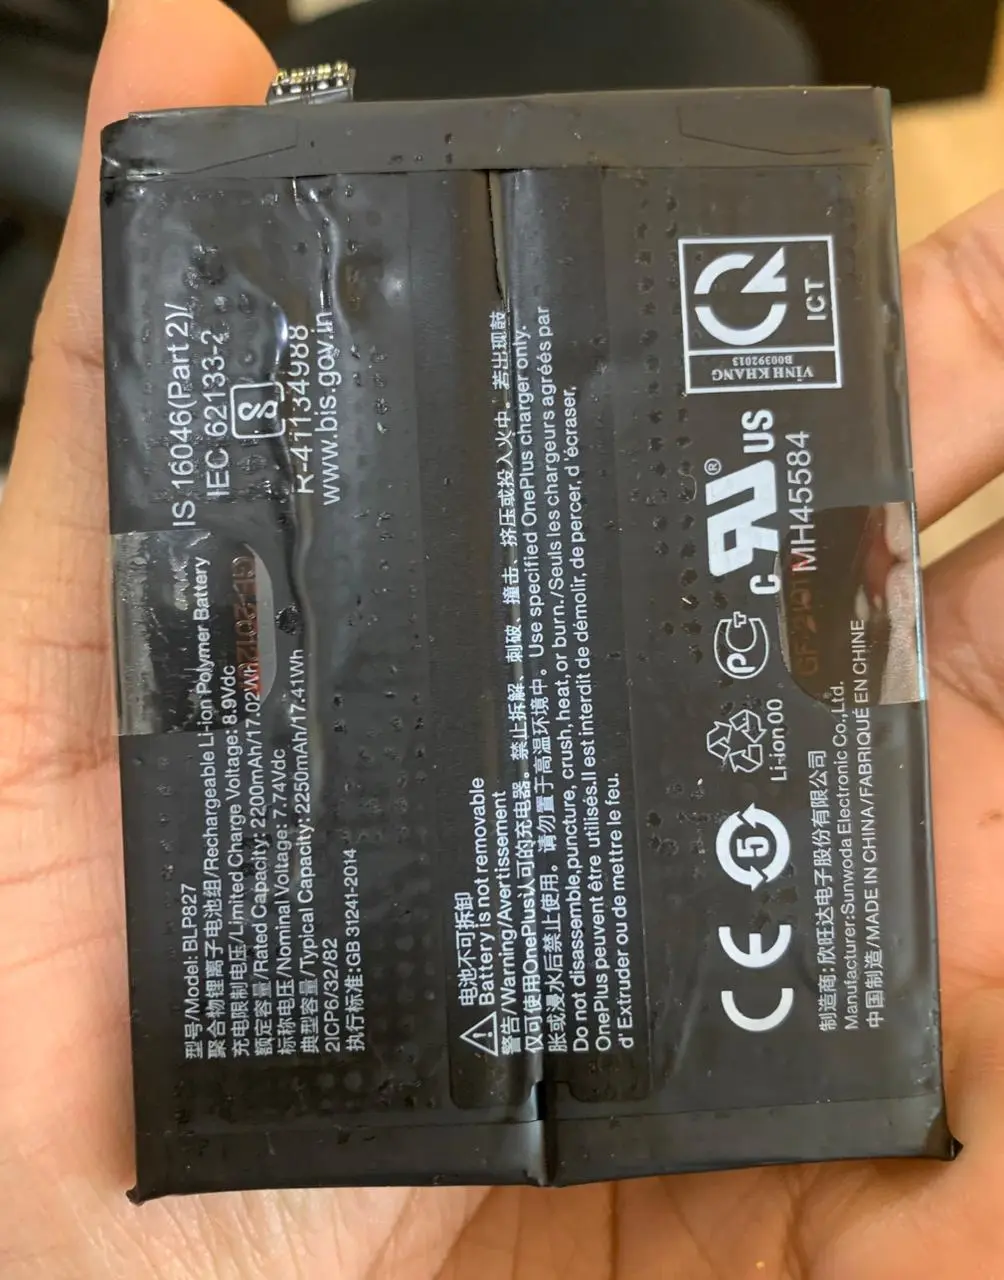 型号/Model: BLP827
聚合物锂离子电池组/Rechargeable Li-ion Polymer Battery
充电限制电压/Limited Charge Voltage: 8.9Vdc
额定容量/Rated Capacity: 2200mAh/17.02Wh
标称电压/Nominal Voltage: 7.74Vdc
典型容量/Typical Capacity: 2250mAh/17.41Wh
2ICP6/32/82
执行标准:GB 31241-2014
IS 16046(Part 2)/
IEC 62133-2
R-41134988
www.bis.gov.in
电池不可拆卸
Battery is not removable
警告/Warning/Avertissement
仅可使用OnePlus认可的充电器。禁止拆解、刺破、撞击、挤压或投入火中。若出现鼓
胀或浸水后禁止使用。请勿置于高温环境中。Use specified OnePlus charger only.
Do not disassemble,puncture, crush,heat,or burn./Seuls les chargeurs agréés par
OnePlus peuvent être utilisés.Il est interdit de démolir, de percer, d'écraser,
d' Extruder ou de mettre le feu.
CE
5
Li-ion00
PCT
c RU ® US
MH45584
VĨNH KHANG
B00392013
ICT
制造商:欣旺达电子股份有限公司
Manufacturer:Sunwoda Electronic Co.,Ltd.
中国制造/MADE IN CHINA/FABRIQUÉ EN CHINE